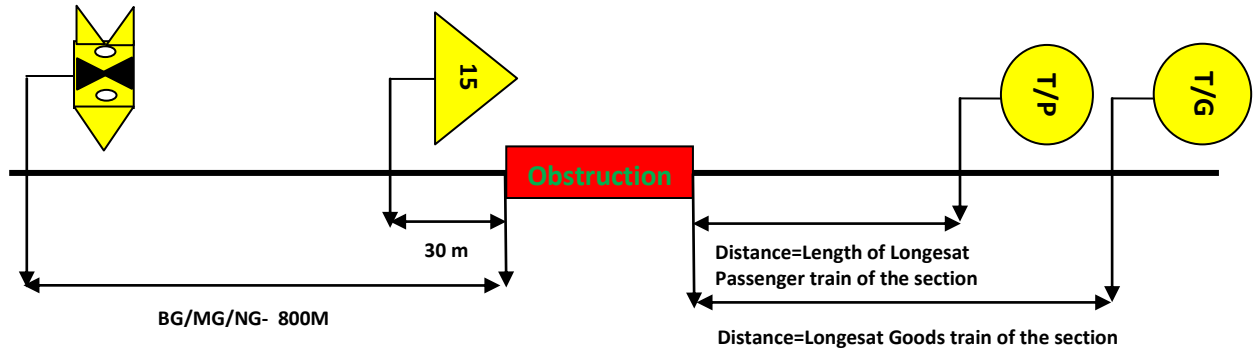 15
T/P
T/G
Obstruction
30 m
Distance=Length of Longesat
Passenger train of the section
BG/MG/NG- 800M
Distance=Longesat Goods train of the section